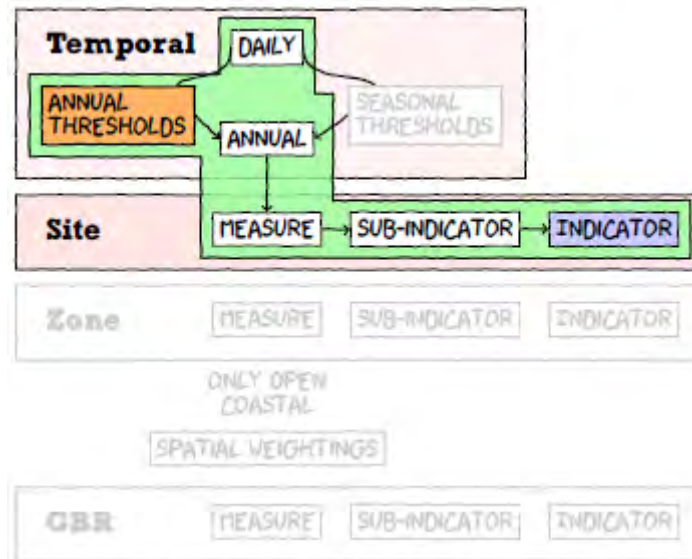 Temporal
DAILY
ANNUAL
THRESHOLDS
SEASONAL
THRESHOLDS
ANNUAL
Site
MEASURE
SUB-INDICATOR
INDICATOR
Zone
MEASURE
SUB-INDICATOR
INDICATOR
ONLY OPEN
COASTAL
SPATIAL WEIGHTINGS
GBR
MEASURE
SUB-INDICATOR
INDICATOR